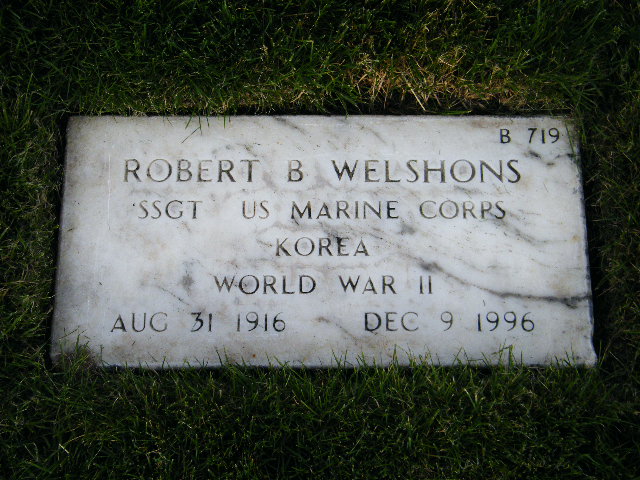 B 719
ROBERT B WELSHONS
SSGT US MARINE CORPS
KOREA
WORLD WAR II
AUG 31 1916 DEC 9 1996